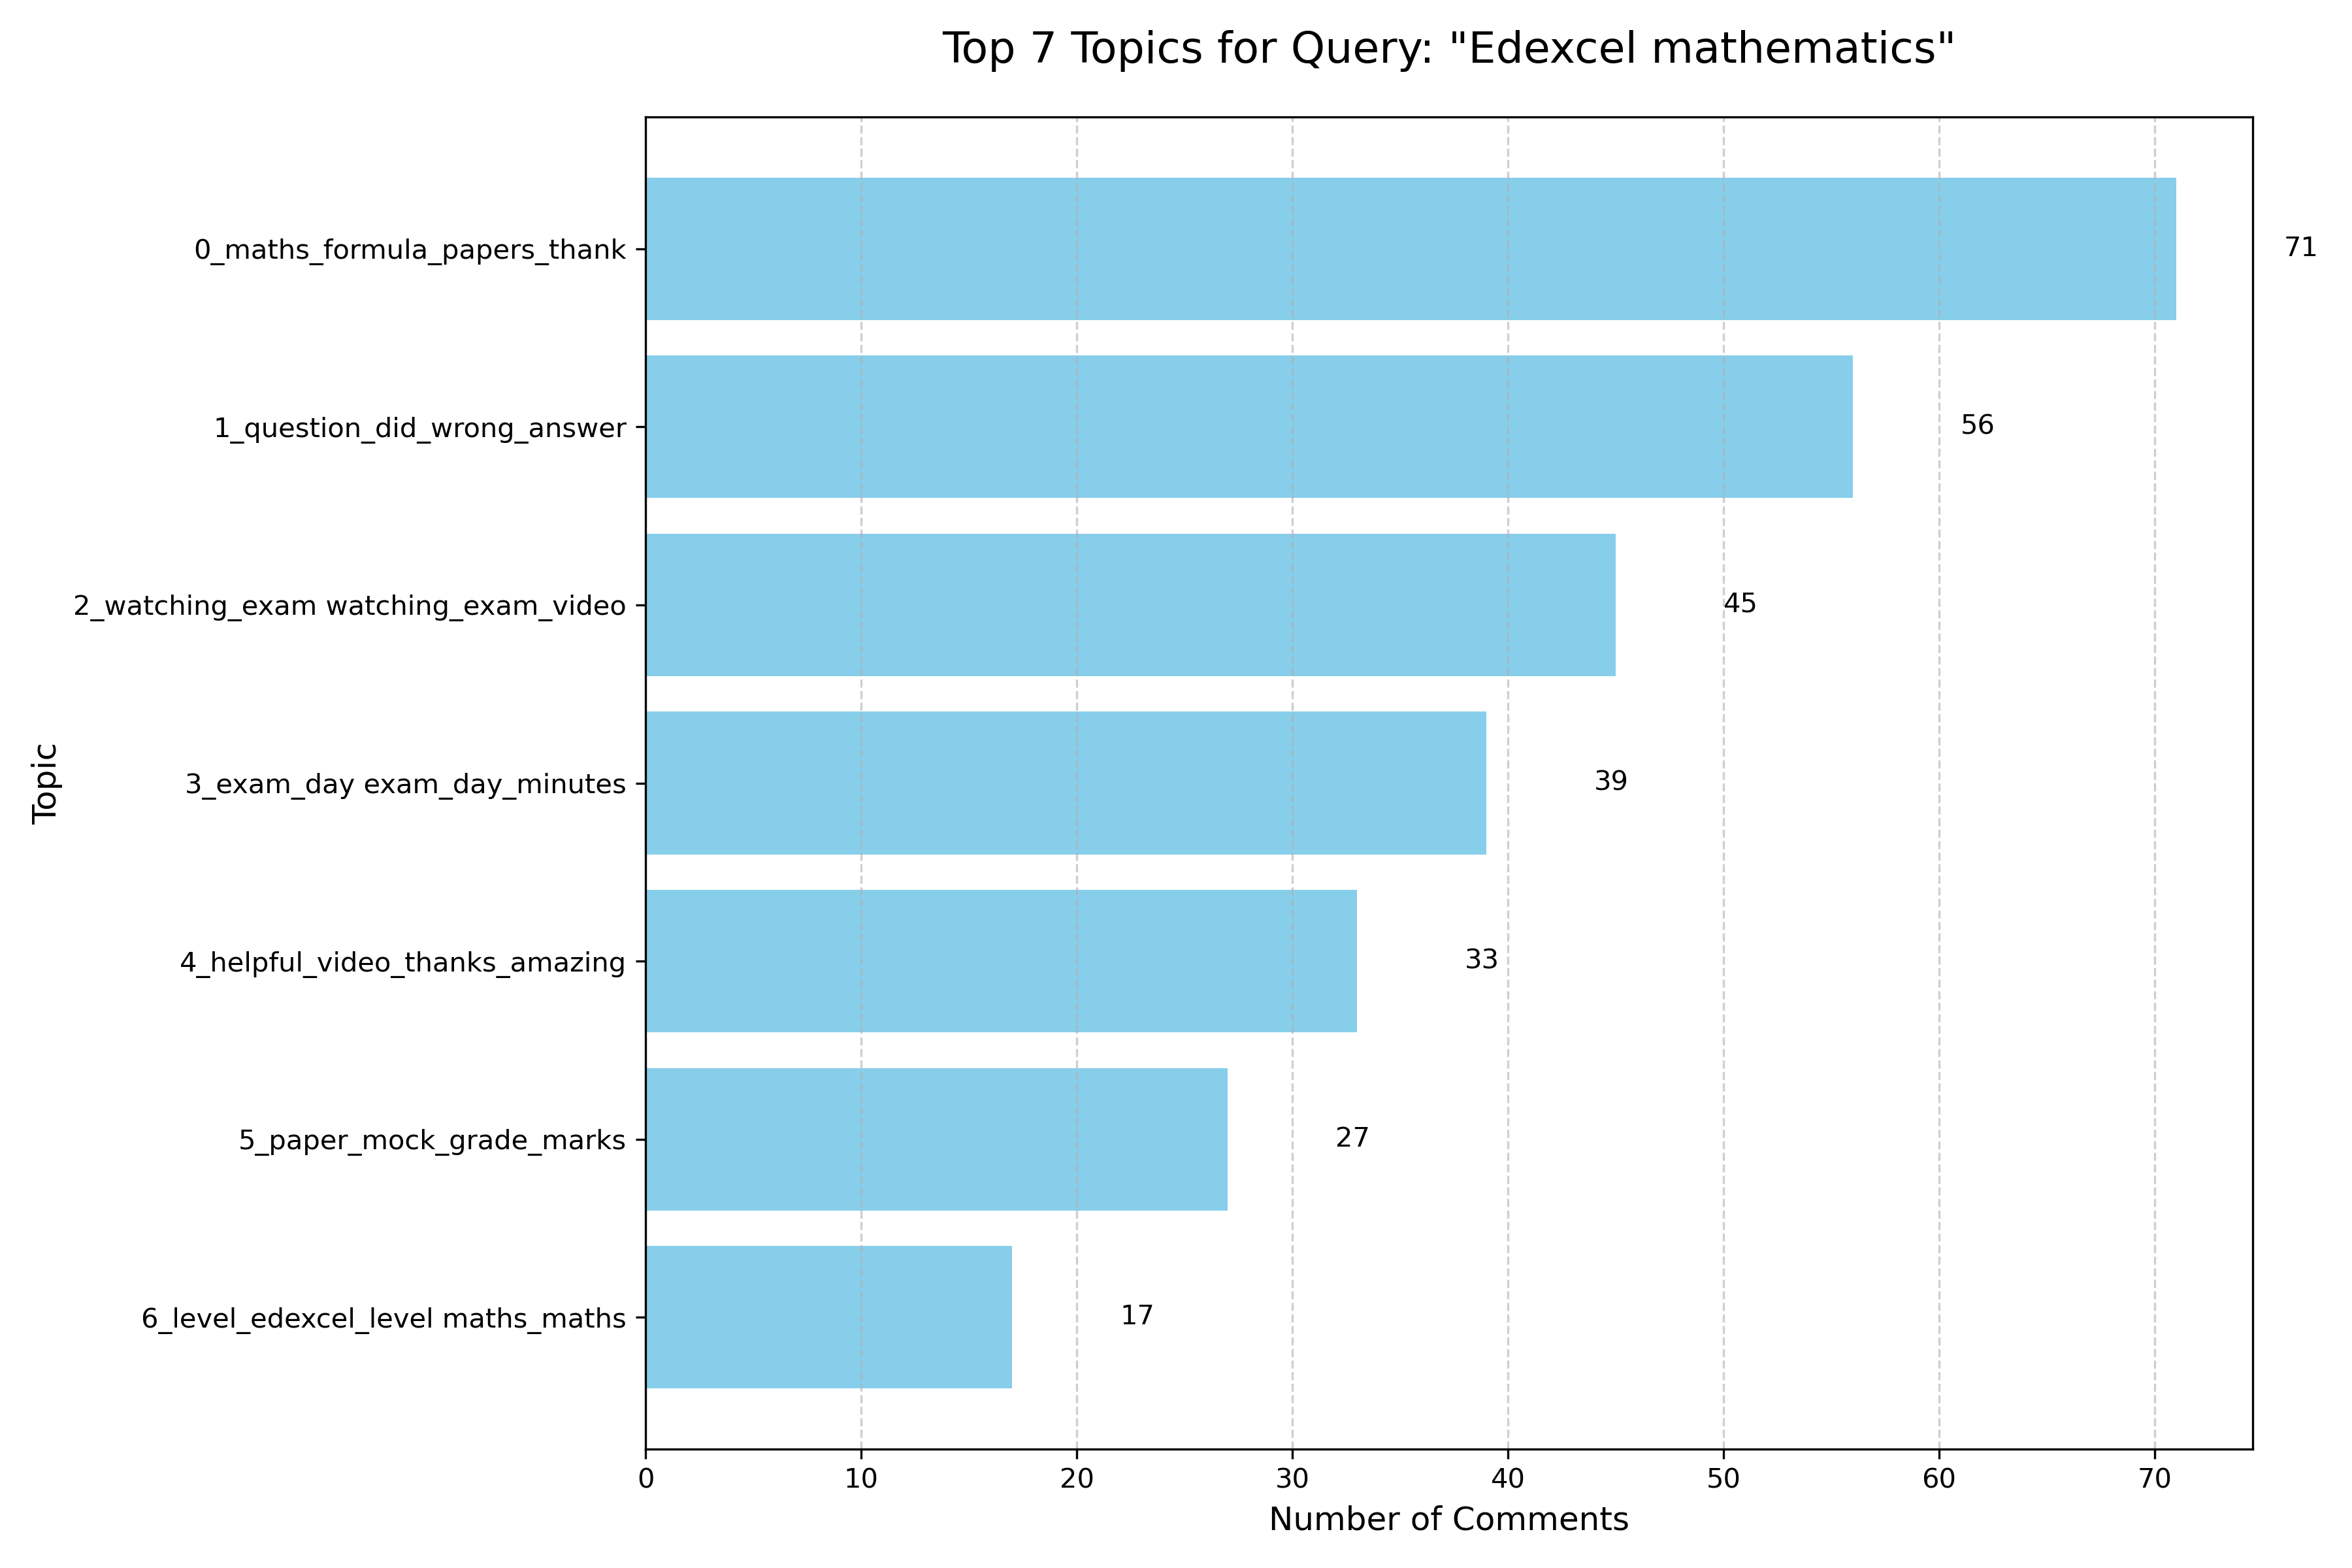 Top 7 Topics for Query: "Edexcel mathematics"
0_maths_formula_papers_thank
71
1_question_did_wrong_answer
56
2_watching_exam watching_exam_video
45
3_exam_day exam_day_minutes
39
4_helpful_video_thanks_amazing
33
5_paper_mock_grade_marks
27
6_level_edexcel_level maths_maths
17
Topic
0 10 20 30 40 50 60 70
Number of Comments